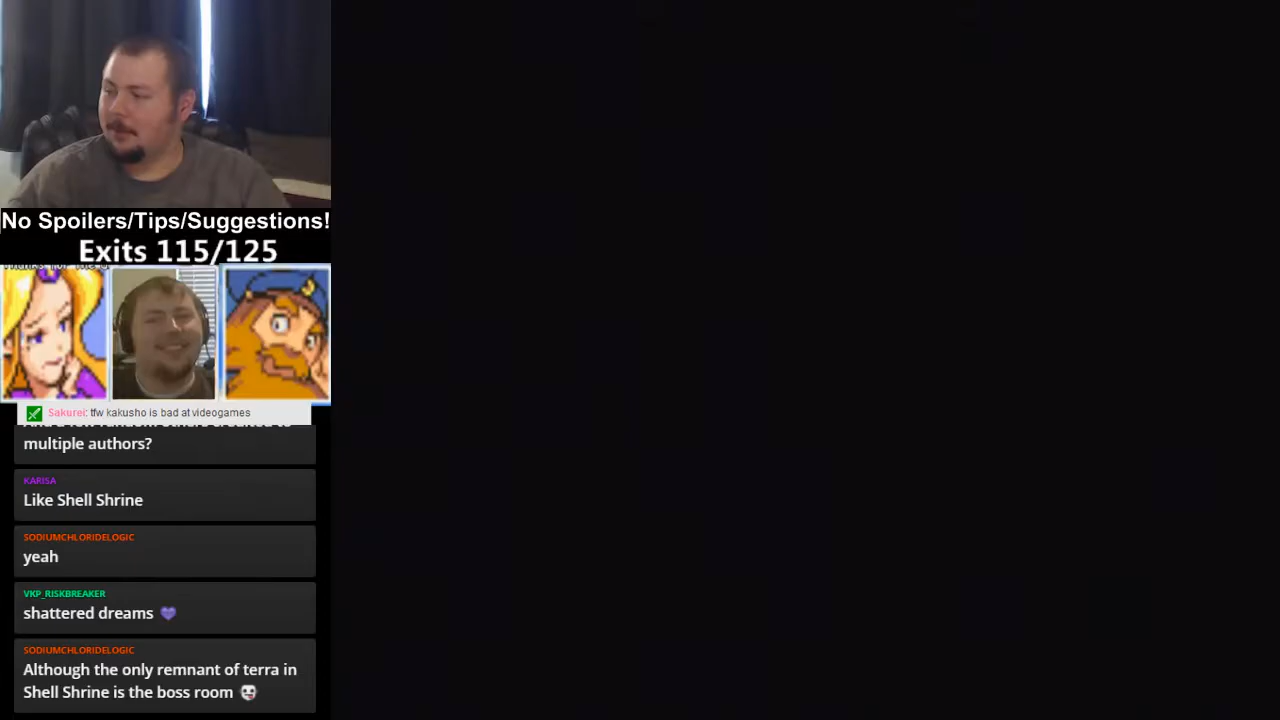 No Spoilers/Tips/Suggestions!
Exits 115/125
Sakurei: tfw kakusho is bad at videogames
multiple authors?
KARISA
Like Shell Shrine
SODIUMCHLORIDELOGIC
yeah
VKP_RISKBREAKER
shattered dreams
SODIUMCHLORIDELOGIC
Although the only remnant of terra in
Shell Shrine is the boss room